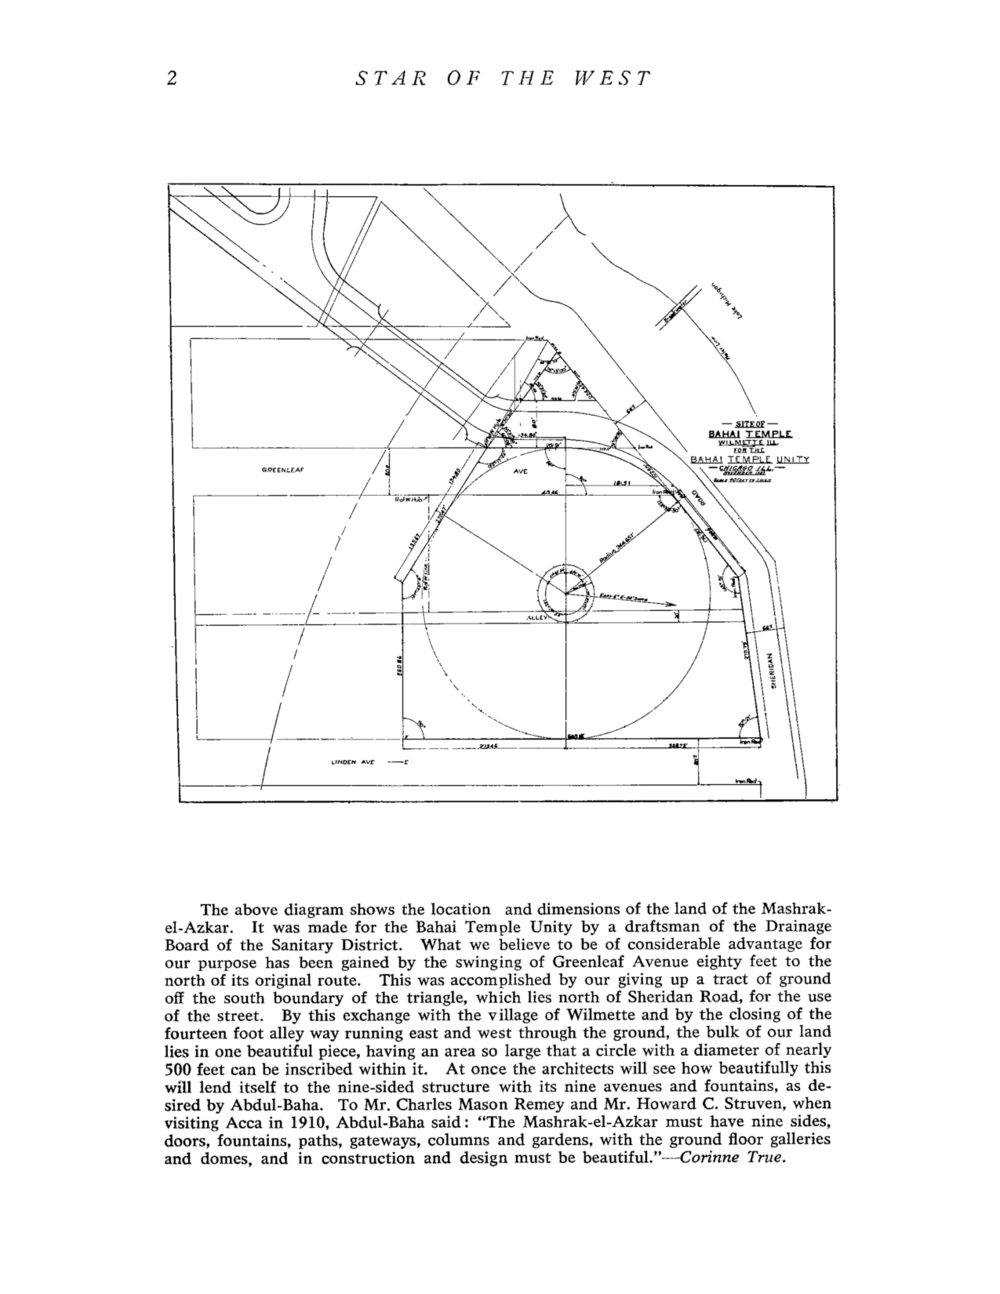 2
STAR OF THE WEST
Lake Michigan
Breakwater
— SITE OF —
BAHAI TEMPLE
WILMETTE ILL.
FOR THE
BAHAI TEMPLE UNITY
— CHICAGO ILL. —
Iron Rod
GREENLEAF
AVE
ROAD
ALLEY
SHERIDAN
LINDEN AVE
Iron Rod
Iron Rod
The above diagram shows the location and dimensions of the land of the Mashrak-
el-Azkar. It was made for the Bahai Temple Unity by a draftsman of the Drainage
Board of the Sanitary District. What we believe to be of considerable advantage for
our purpose has been gained by the swinging of Greenleaf Avenue eighty feet to the
north of its original route. This was accomplished by our giving up a tract of ground
off the south boundary of the triangle, which lies north of Sheridan Road, for the use
of the street. By this exchange with the village of Wilmette and by the closing of the
fourteen foot alley way running east and west through the ground, the bulk of our land
lies in one beautiful piece, having an area so large that a circle with a diameter of nearly
500 feet can be inscribed within it. At once the architects will see how beautifully this
will lend itself to the nine-sided structure with its nine avenues and fountains, as de-
sired by Abdul-Baha. To Mr. Charles Mason Remey and Mr. Howard C. Struven, when
visiting Acca in 1910, Abdul-Baha said: “The Mashrak-el-Azkar must have nine sides,
doors, fountains, paths, gateways, columns and gardens, with the ground floor galleries
and domes, and in construction and design must be beautiful.”—Corinne True.